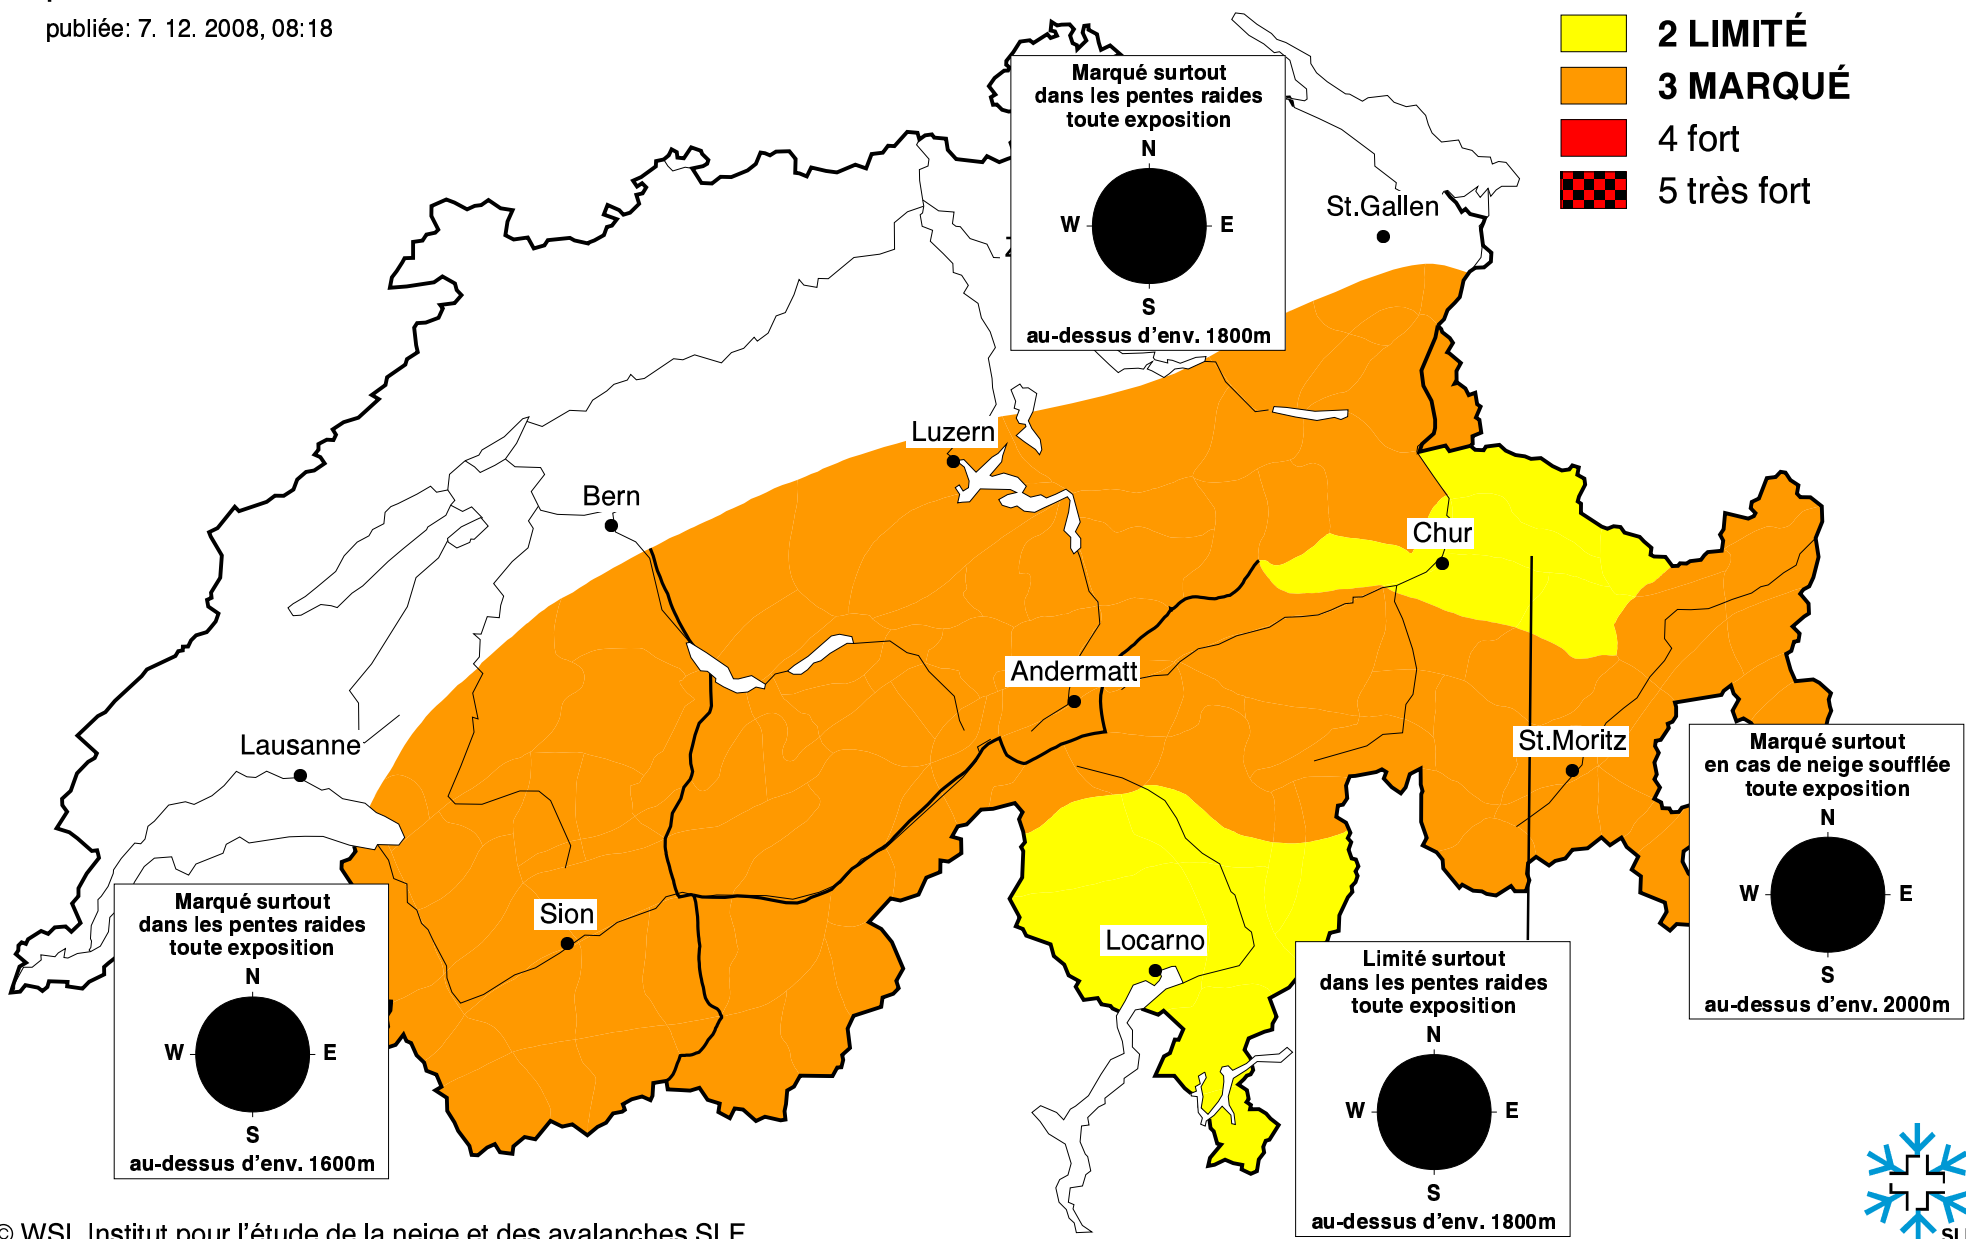 publiée: 7. 12. 2008, 08:18
2 LIMITÉ
3 MARQUÉ
4 fort
5 très fort
Marqué surtout
dans les pentes raides
toute exposition
N
W
E
S
au-dessus d'env. 1800m
St.Gallen
Luzern
Bern
Chur
Andermatt
Lausanne
St.Moritz
Marqué surtout
en cas de neige soufflée
toute exposition
N
W
E
S
au-dessus d'env. 2000m
Sion
Locarno
Marqué surtout
dans les pentes raides
toute exposition
N
W
E
S
au-dessus d'env. 1600m
Limité surtout
dans les pentes raides
toute exposition
N
W
E
S
au-dessus d'env. 1800m
© WSL Institut pour l'étude de la neige et des avalanches SLF